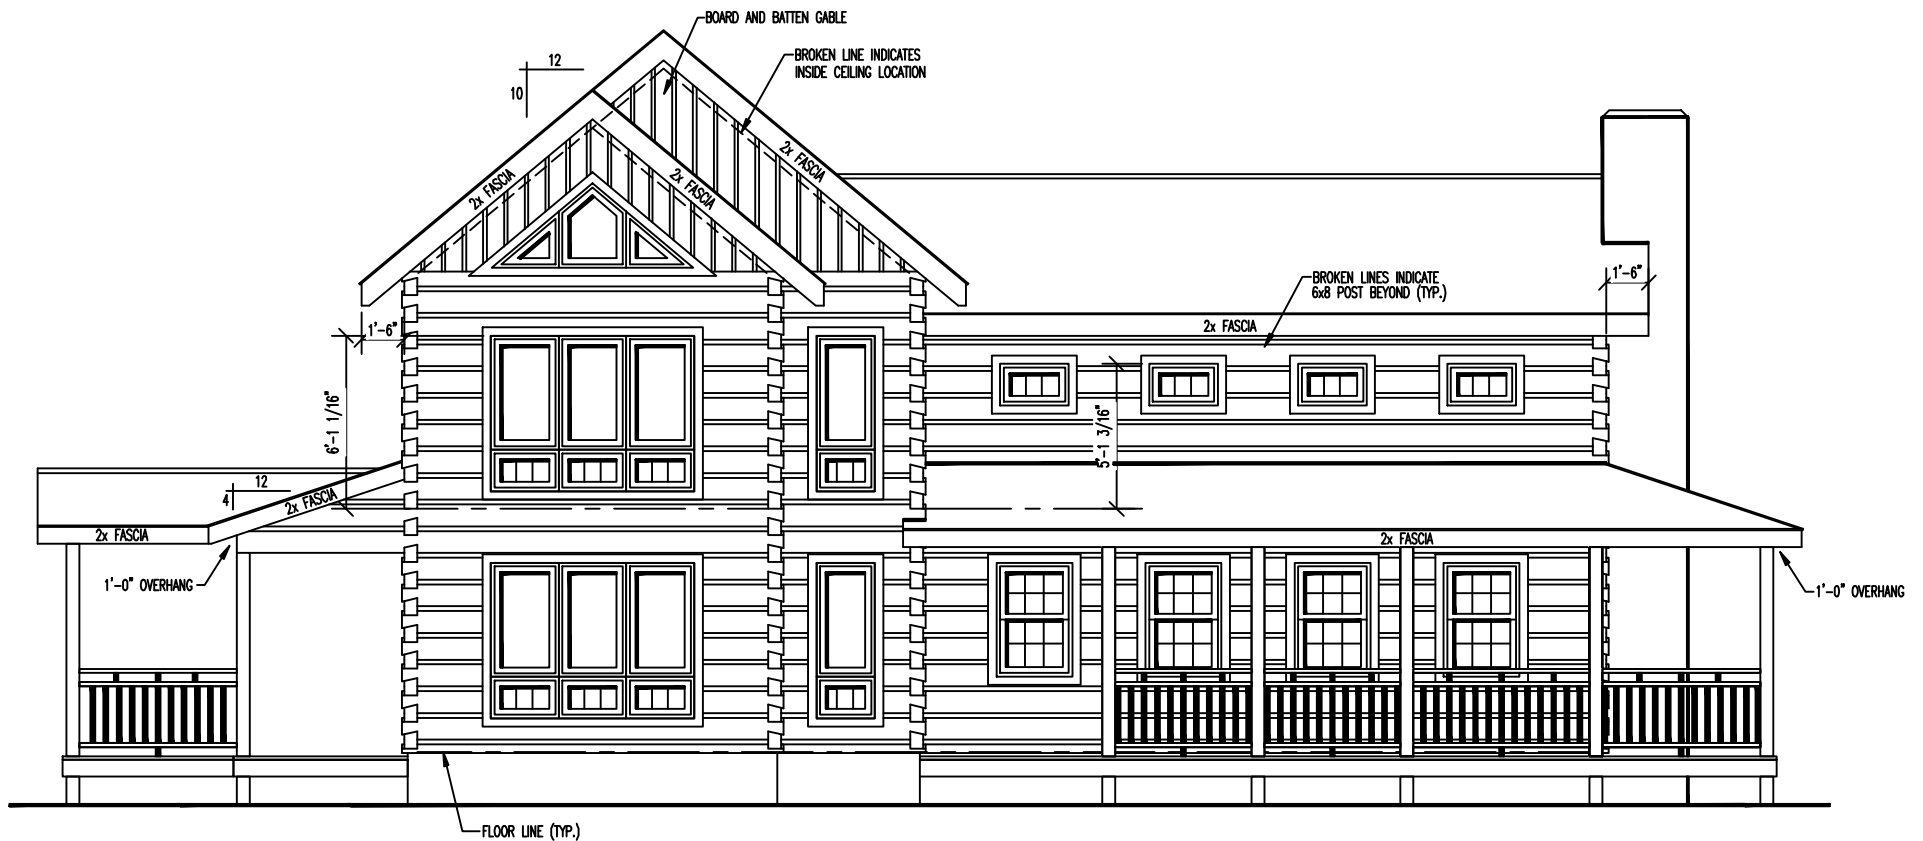 BOARD AND BATTEN GABLE
BROKEN LINE INDICATES
INSIDE CEILING LOCATION
12
10
2x FASCIA
2x FASCIA
2x FASCIA
BROKEN LINES INDICATE
6x8 POST BEYOND (TYP.)
1'-6"
1'-6"
2x FASCIA
6'-1 1/16"
5'-1 3/16"
12
4
2x FASCIA
2x FASCIA
2x FASCIA
1'-0" OVERHANG
1'-0" OVERHANG
FLOOR LINE (TYP.)